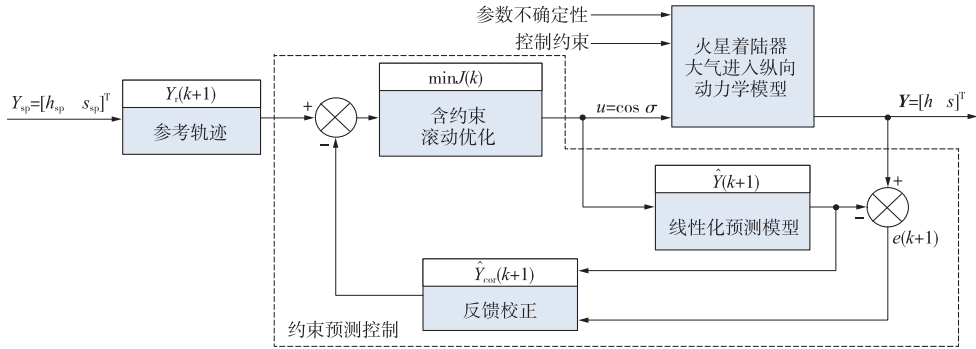 参数不确定性
控制约束
火星着陆器
大气进入纵向
动力学模型
Y_sp=[h_sp s_sp]^T
Y_r(k+1)
参考轨迹
+
−
minJ(k)
含约束
滚动优化
u=cos σ
Y=[h s]^T
Ŷ(k+1)
线性化预测模型
+
−
e(k+1)
Ŷ_cor(k+1)
反馈校正
约束预测控制